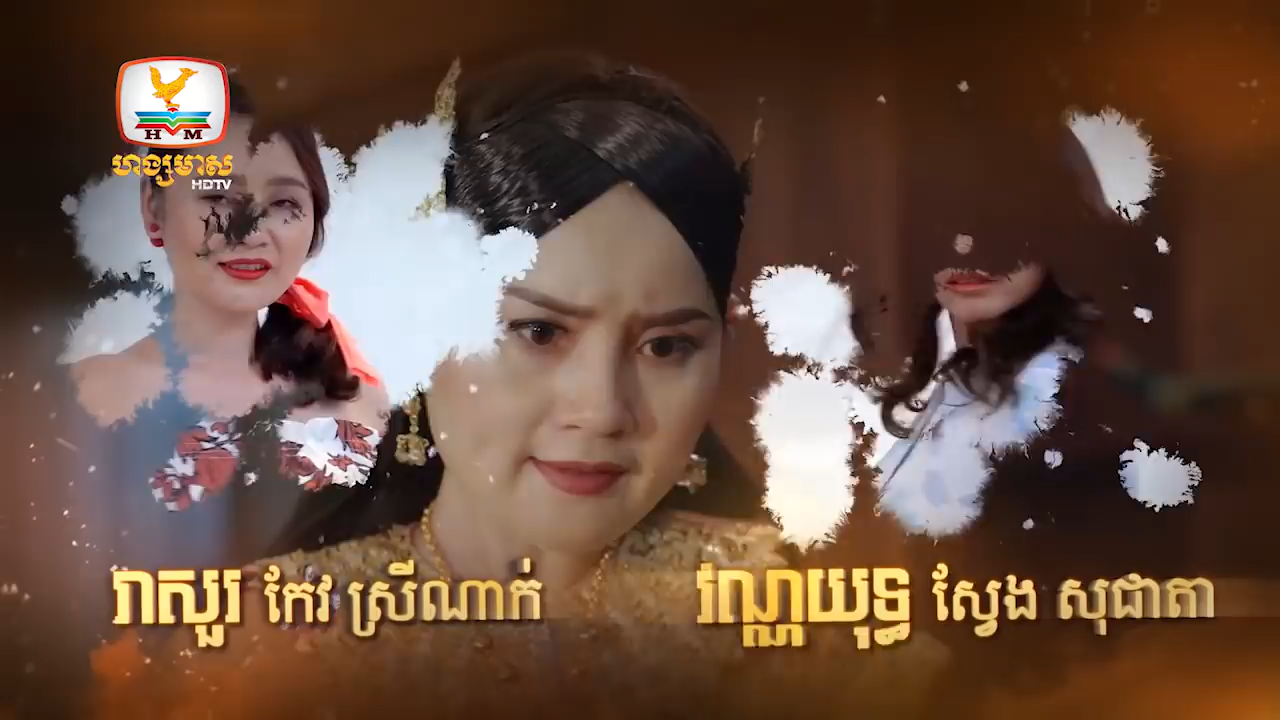 HM
ហង្សមាស
HDTV
រាសួរ កែវ ស្រីណាក់
វណ្ណយុទ្ធ ស្វែង សុជាតា